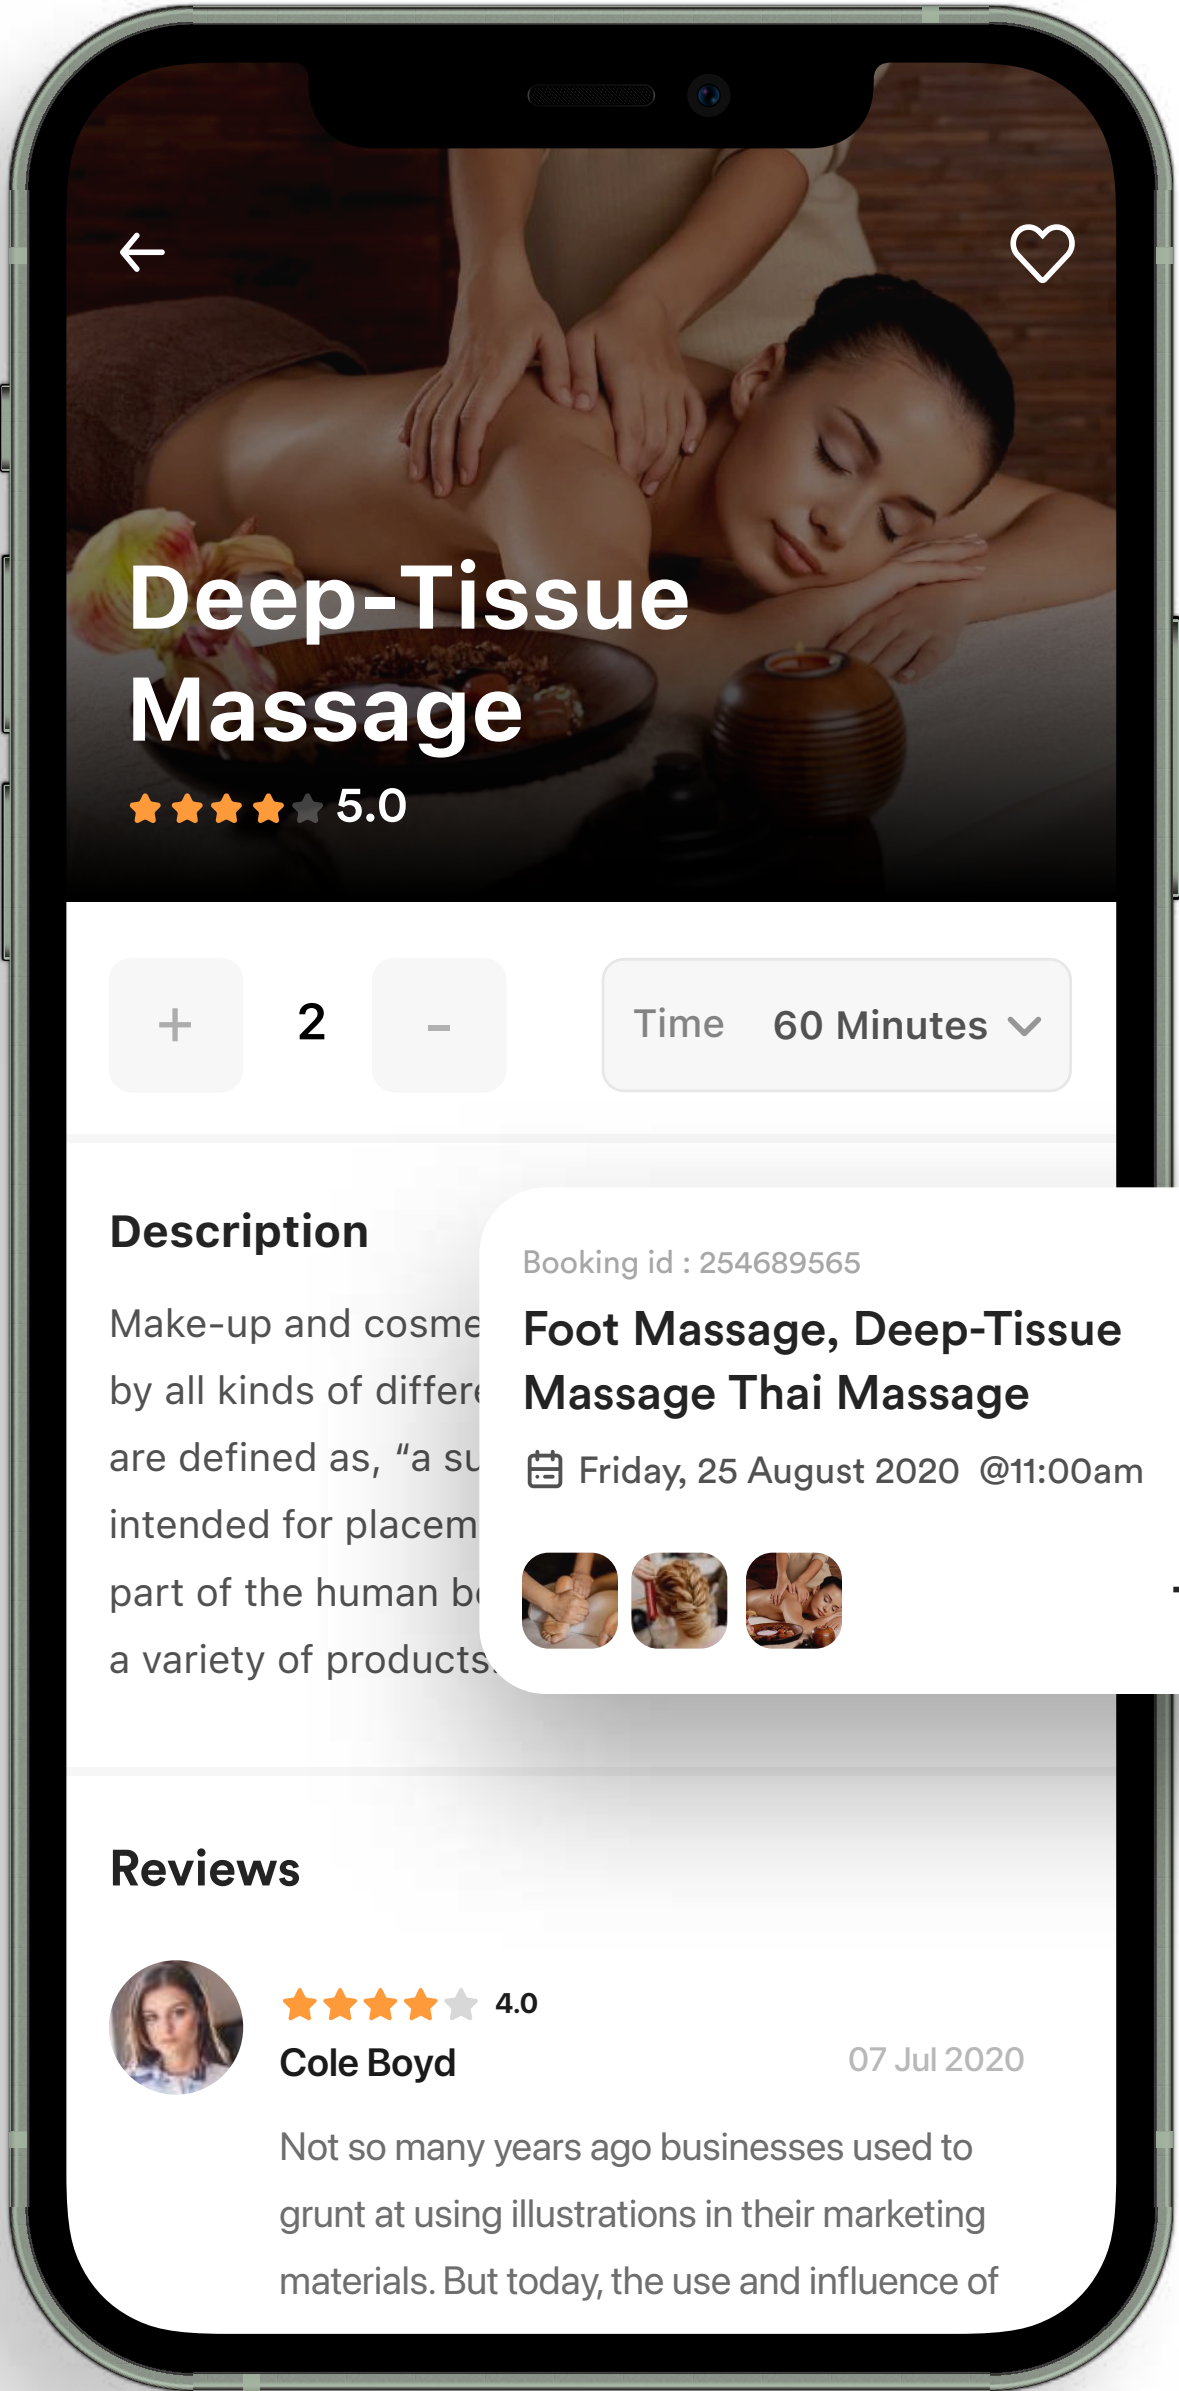 Deep-Tissue
Massage
5.0
+ 2 -
Time 60 Minutes
Description
Make-up and cosme
by all kinds of differe
are defined as, “a su
intended for placem
part of the human bo
a variety of products.
Booking id : 254689565
Foot Massage, Deep-Tissue
Massage Thai Massage
Friday, 25 August 2020 @11:00am
Reviews
4.0
Cole Boyd
07 Jul 2020
Not so many years ago businesses used to
grunt at using illustrations in their marketing
materials. But today, the use and influence of